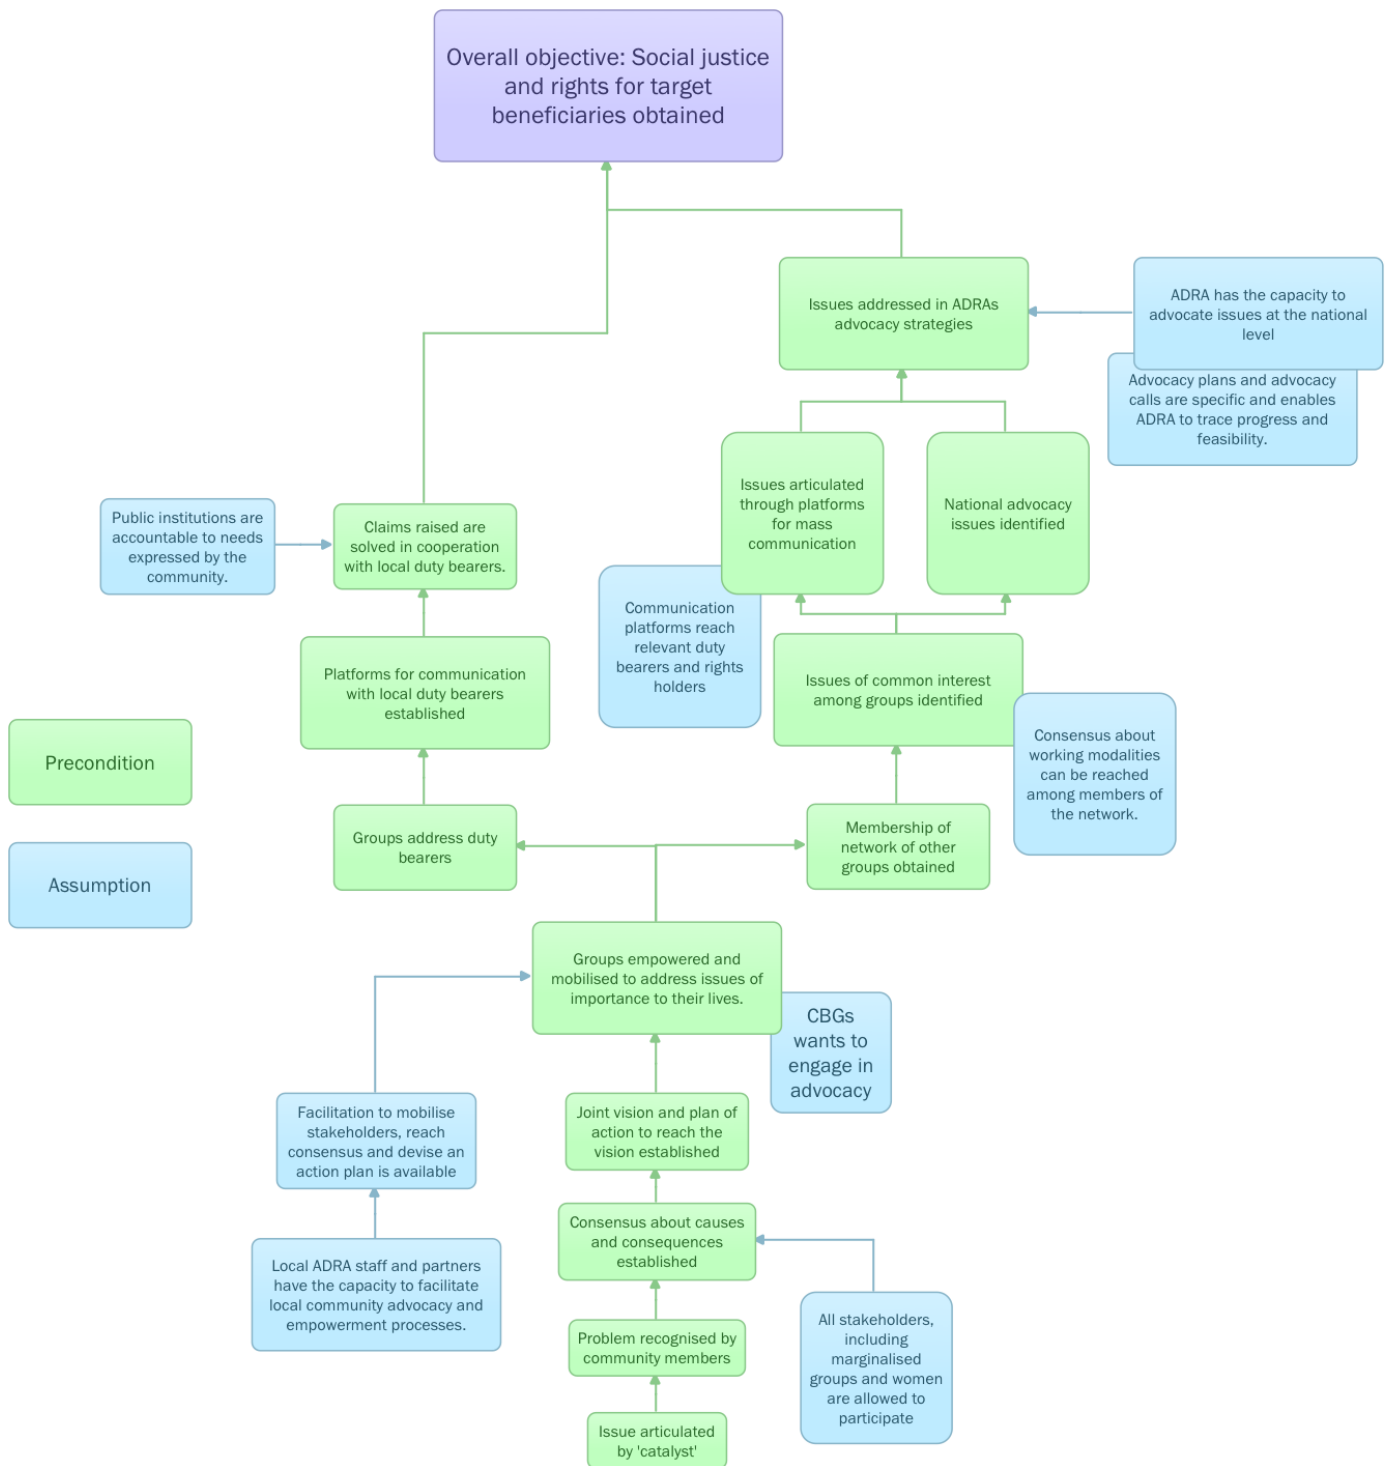 Overall objective: Social justice
and rights for target
beneficiaries obtained
Issues addressed in ADRAs
advocacy strategies
ADRA has the capacity to
advocate issues at the national
level
Advocacy plans and advocacy
calls are specific and enables
ADRA to trace progress and
feasibility.
Issues articulated
through platforms
for mass
communication
National advocacy
issues identified
Public institutions are
accountable to needs
expressed by the
community.
Claims raised are
solved in cooperation
with local duty bearers.
Communication
platforms reach
relevant duty
bearers and rights
holders
Platforms for communication
with local duty bearers
established
Issues of common interest
among groups identified
Consensus about
working modalities
can be reached
among members of
the network.
Precondition
Assumption
Groups address duty
bearers
Membership of
network of other
groups obtained
Groups empowered and
mobilised to address issues of
importance to their lives.
CBGs
wants to
engage in
advocacy
Facilitation to mobilise
stakeholders, reach
consensus and devise an
action plan is available
Joint vision and plan of
action to reach the
vision established
Consensus about causes
and consequences
established
Local ADRA staff and partners
have the capacity to facilitate
local community advocacy and
empowerment processes.
Problem recognised by
community members
All stakeholders,
including
marginalised
groups and women
are allowed to
participate
Issue articulated
by 'catalyst'